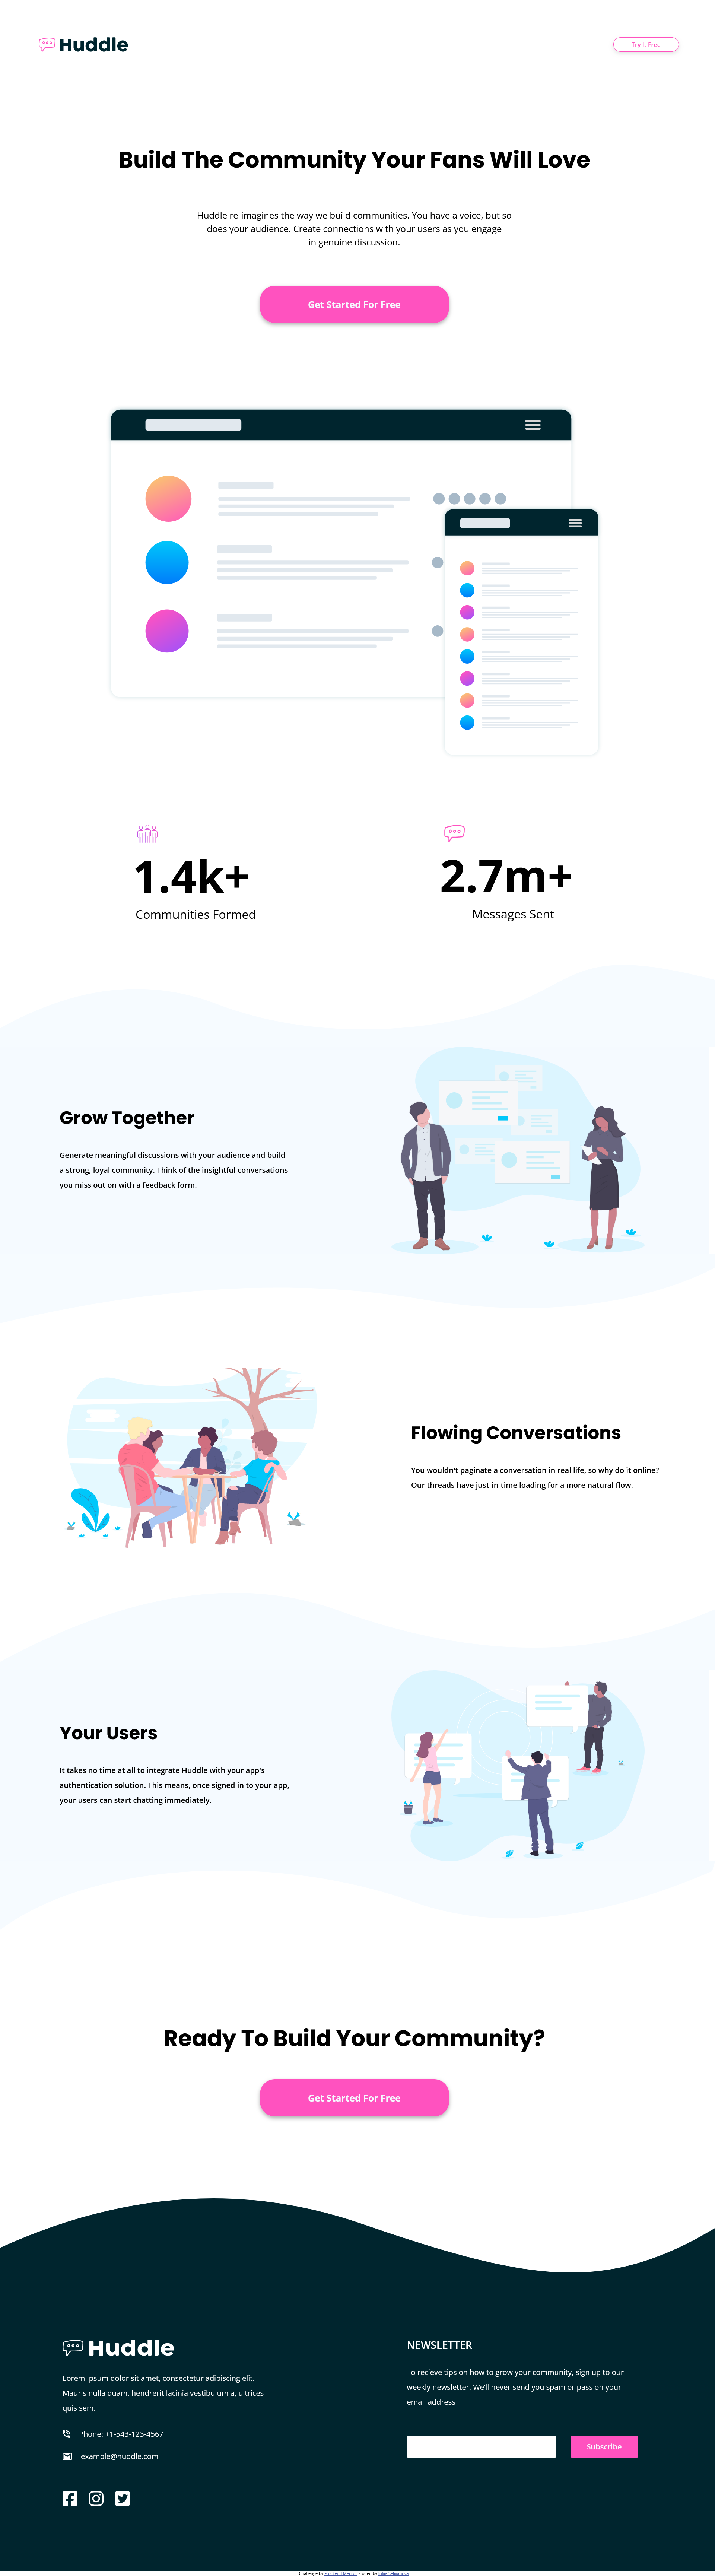 Huddle
Try It Free
Build The Community Your Fans Will Love
Huddle re-imagines the way we build communities. You have a voice, but so
does your audience. Create connections with your users as you engage
in genuine discussion.
Get Started For Free
1.4k+
Communities Formed
2.7m+
Messages Sent
Grow Together
Generate meaningful discussions with your audience and build
a strong, loyal community. Think of the insightful conversations
you miss out on with a feedback form.
Flowing Conversations
You wouldn't paginate a conversation in real life, so why do it online?
Our threads have just-in-time loading for a more natural flow.
Your Users
It takes no time at all to integrate Huddle with your app's
authentication solution. This means, once signed in to your app,
your users can start chatting immediately.
Ready To Build Your Community?
Get Started For Free
Huddle
Lorem ipsum dolor sit amet, consectetur adipiscing elit.
Mauris nulla quam, hendrerit lacinia vestibulum a, ultrices
quis sem.
Phone: +1-543-123-4567
example@huddle.com
NEWSLETTER
To recieve tips on how to grow your community, sign up to our
weekly newsletter. We'll never send you spam or pass on your
email address
Subscribe
Challenge by Frontend Mentor. Coded by